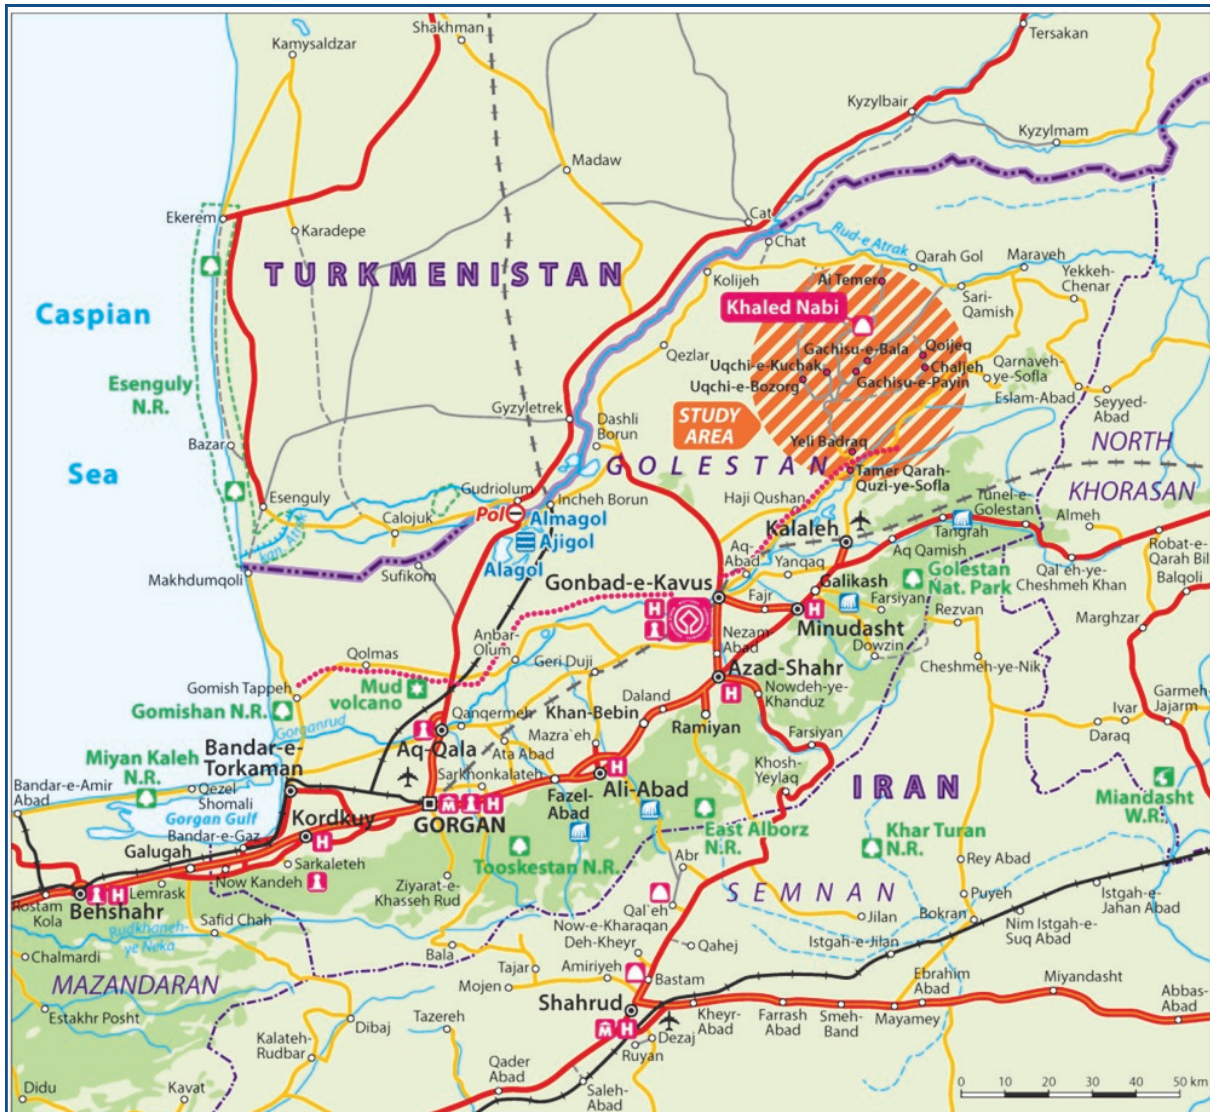 Shakhman
Kamysaldzar
Tersakan
Kyzylbair
Kyzylmam
Madaw
Ekerem
Karadepe
Cat
Chat
Rud-e Atrak
TURKMENISTAN
Kolijeh
Ai Temer
Qarah Gol
Maraveh
Yekkeh-
Chenar
Sari-
Qamish
Caspian
Sea
Khaled Nabi
Esenguly
N.R.
Qezlar
Gachisu-e-Bala
Qoijeq
Uqchi-e-Kuchak
Chaljeh
Uqchi-e-Bozorg
Gachisu-e-Payin
Qarnaveh-
ye-Sofla
Eslam-Abad
Seyyed-
Abad
Gyzyletrek
Dashli
Borun
STUDY
AREA
Yeli Badraq
Bazar
GOLESTAN
Tamer Qarah-
Quzi-ye-Sofla
NORTH
KHORASAN
Esenguly
Gudriolum
Incheh Borun
Haji Qushan
Tunel-e-
Golestan
Almeh
Calojuk
Pol
Almagol
Ajigol
Alagol
Kalaleh
Tangrah
Robat-e-
Qarah Bil
Makhdumqoli
Sufikom
Aq-
Abad
Yanqaq
Aq Qamish
Qal'eh-ye-
Cheshmeh Khan
Balqoli
Gonbad-e-Kavus
Galikash
Golestan
Nat. Park
Fajr
Farsiyan
Rezvan
Marghzar
H
Minudasht
H
Anbar-
Olum
Nezam-
Abad
Dowzin
Cheshmeh-ye-Nik
Qolmas
Geri Duji
Azad-Shahr
H
Gomish Tappeh
Mud
volcano
Daland
Nowdeh-ye-
Khanduz
Garmeh-
Jajarm
Gomishan N.R.
Gorganrud
Qanqermeh
Khan-Bebin
Ramiyan
Farsiyan
Ivar
Daraq
Bandar-e-
Torkaman
Aq-Qala
Mazra`eh
Ata Abad
Khosh-
Yeylaq
Miyan Kaleh
N.R.
Qezel
Shomali
Sarkhonkalateh
H
Ali-Abad
IRAN
Miandasht
W.R.
Bandar-e-Amir
Abad
Gorgan Gulf
Kordkuy
H
H
GORGAN
Fazel-
Abad
East Alborz
N.R.
Khar Turan
N.R.
Bandar-e-Gaz
Galugah
Sarkaleteh
Tooskestan N.R.
Abr
Rey Abad
Now Kandeh
Lemrask
H
Behshahr
Rostam
Kola
Ziyarat-e-
Khasseh Rud
SEMNAN
Puyeh
Istgah-e-
Jahan Abad
Safid Chah
Rudkhaneh-
ye Neka
Qal`eh
Now-e-Kharaqan
Jilan
Bokran
Nim Istgah-e-
Suq Abad
Chalmardi
Bala
Deh-Kheyr
Qahej
Istgah-e-Jilan
MAZANDARAN
Tajar
Amiriyeh
Bastam
Ebrahim
Abad
Miyandasht
Mojen
Shahrud
Estakhr Posht
Dibaj
Tazereh
H
Kheyr-
Abad
Farrash
Abad
Smeh-
Band
Mayamey
Abbas-
Abad
Kalateh-
Rudbar
Dezaj
Ruyan
Qader
Abad
Saleh-
Abad
Didu
Kavat
0 10 20 30 40 50 km